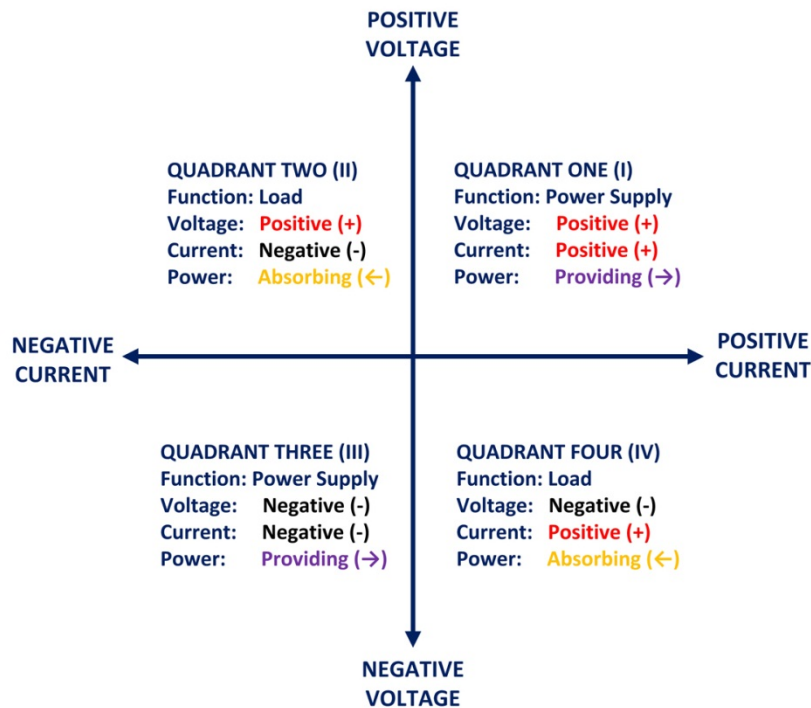 POSITIVE
VOLTAGE
QUADRANT TWO (II)
Function: Load
Voltage: Positive (+)
Current: Negative (-)
Power: Absorbing (←)
QUADRANT ONE (I)
Function: Power Supply
Voltage: Positive (+)
Current: Positive (+)
Power: Providing (→)
NEGATIVE
CURRENT
POSITIVE
CURRENT
QUADRANT THREE (III)
Function: Power Supply
Voltage: Negative (-)
Current: Negative (-)
Power: Providing (→)
QUADRANT FOUR (IV)
Function: Load
Voltage: Negative (-)
Current: Positive (+)
Power: Absorbing (←)
NEGATIVE
VOLTAGE